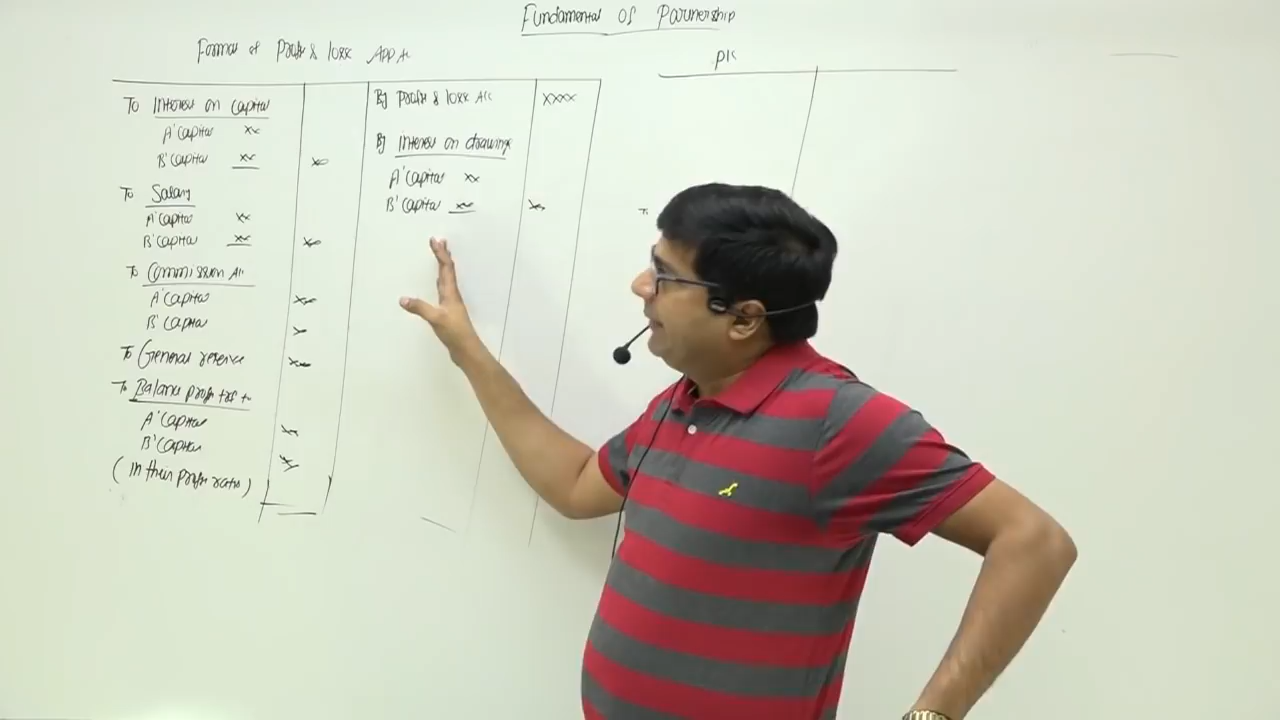 Fundamental of Partnership
Format of Profit & loss App A/c
To Interest on capital
A' Capital xx
B' Capital xx xx
To Salary
A' Capital xx
B' Capital xx xx
To Commission A/c
A' Capital xx
B' Capital xx
To General reserve xx
To Balance profit trf to
A' Capital xx
B' Capital xx
(in their profit ratio)
By Profit & loss A/c xxxx
By Interest on drawings
A' Capital xx
B' Capital xx xx
To